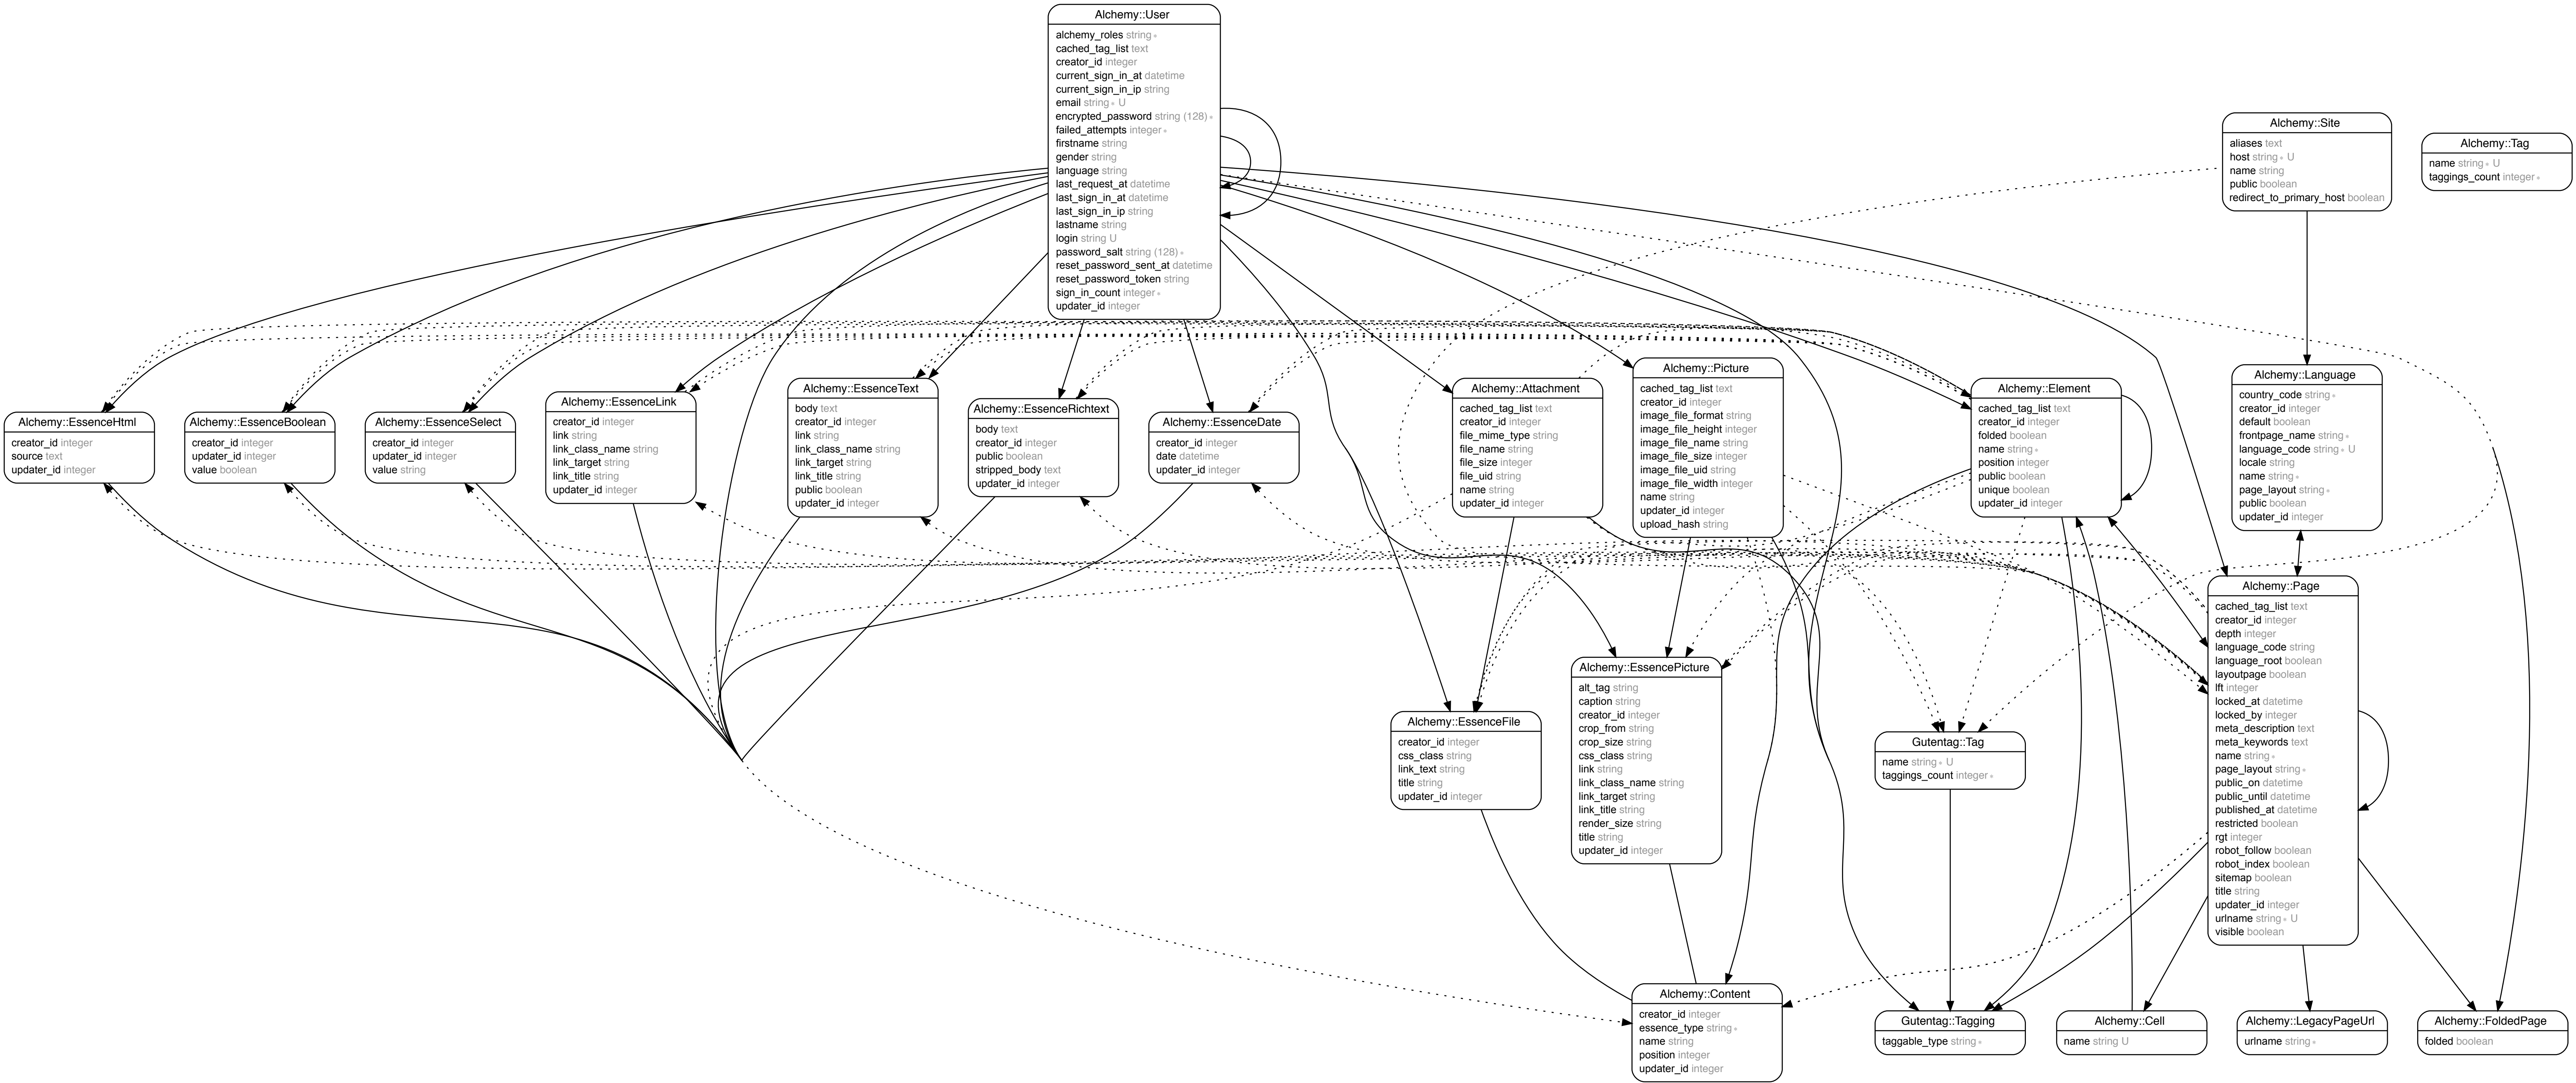 Alchemy::User
alchemy_roles string ∗
cached_tag_list text
creator_id integer
current_sign_in_at datetime
current_sign_in_ip string
email string ∗ U
encrypted_password string (128) ∗
failed_attempts integer ∗
firstname string
gender string
language string
last_request_at datetime
last_sign_in_at datetime
last_sign_in_ip string
lastname string
login string U
password_salt string (128) ∗
reset_password_sent_at datetime
reset_password_token string
sign_in_count integer ∗
updater_id integer
Alchemy::Site
aliases text
host string ∗ U
name string
public boolean
redirect_to_primary_host boolean
Alchemy::Tag
name string ∗ U
taggings_count integer ∗
Alchemy::EssenceHtml
creator_id integer
source text
updater_id integer
Alchemy::EssenceBoolean
creator_id integer
updater_id integer
value boolean
Alchemy::EssenceSelect
creator_id integer
updater_id integer
value string
Alchemy::EssenceLink
creator_id integer
link string
link_class_name string
link_target string
link_title string
updater_id integer
Alchemy::EssenceText
body text
creator_id integer
link string
link_class_name string
link_target string
link_title string
public boolean
updater_id integer
Alchemy::EssenceRichtext
body text
creator_id integer
public boolean
stripped_body text
updater_id integer
Alchemy::EssenceDate
creator_id integer
date datetime
updater_id integer
Alchemy::Attachment
cached_tag_list text
creator_id integer
file_mime_type string
file_name string
file_size integer
file_uid string
name string
updater_id integer
Alchemy::Picture
cached_tag_list text
creator_id integer
image_file_format string
image_file_height integer
image_file_name string
image_file_size integer
image_file_uid string
image_file_width integer
name string
updater_id integer
upload_hash string
Alchemy::Element
cached_tag_list text
creator_id integer
folded boolean
name string ∗
position integer
public boolean
unique boolean
updater_id integer
Alchemy::Language
country_code string ∗
creator_id integer
default boolean
frontpage_name string ∗
language_code string ∗ U
locale string
name string ∗
page_layout string ∗
public boolean
updater_id integer
Alchemy::Page
cached_tag_list text
creator_id integer
depth integer
language_code string
language_root boolean
layoutpage boolean
lft integer
locked_at datetime
locked_by integer
meta_description text
meta_keywords text
name string ∗
page_layout string ∗
public_on datetime
public_until datetime
published_at datetime
restricted boolean
rgt integer
robot_follow boolean
robot_index boolean
sitemap boolean
title string
updater_id integer
urlname string ∗ U
visible boolean
Alchemy::EssenceFile
creator_id integer
css_class string
link_text string
title string
updater_id integer
Alchemy::EssencePicture
alt_tag string
caption string
creator_id integer
crop_from string
crop_size string
css_class string
link string
link_class_name string
link_target string
link_title string
render_size string
title string
updater_id integer
Gutentag::Tag
name string ∗ U
taggings_count integer ∗
Alchemy::Content
creator_id integer
essence_type string ∗
name string
position integer
updater_id integer
Gutentag::Tagging
taggable_type string ∗
Alchemy::Cell
name string U
Alchemy::LegacyPageUrl
urlname string ∗
Alchemy::FoldedPage
folded boolean